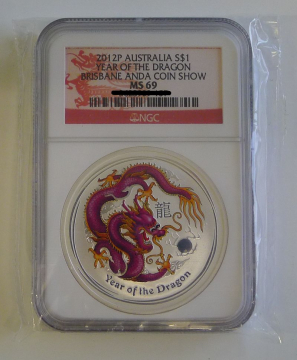 2012P AUSTRALIA S$1
YEAR OF THE DRAGON
BRISBANE ANDA COIN SHOW
MS 69
NGC
龍
Year of the Dragon